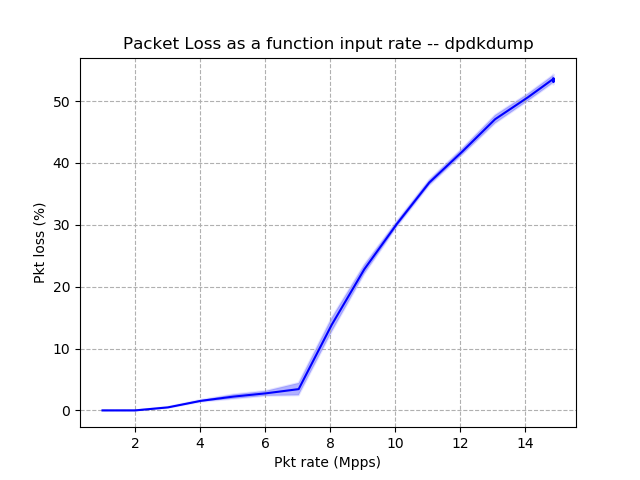 Packet Loss as a function input rate -- dpdkdump
Pkt loss (%)
50
40
30
20
10
0
2 4 6 8 10 12 14
Pkt rate (Mpps)